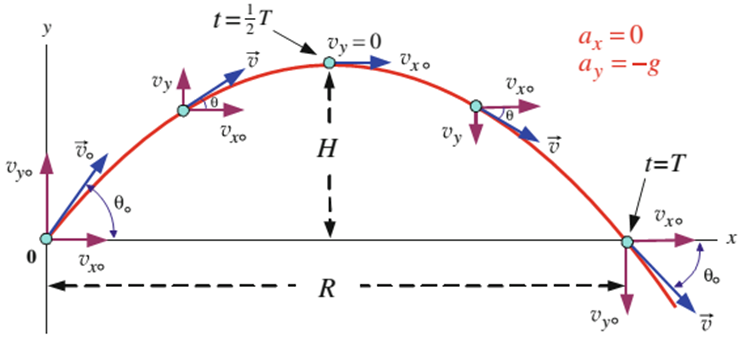 y
t=½T
v_y=0
v_x∘
a_x=0
a_y=−g
v_y
v⃗
θ
v_x∘
v_x∘
θ
v_y
v⃗
H
v⃗∘
v_y∘
θ∘
t=T
v_x∘
x
0
v_x∘
R
θ∘
v_y∘
v⃗